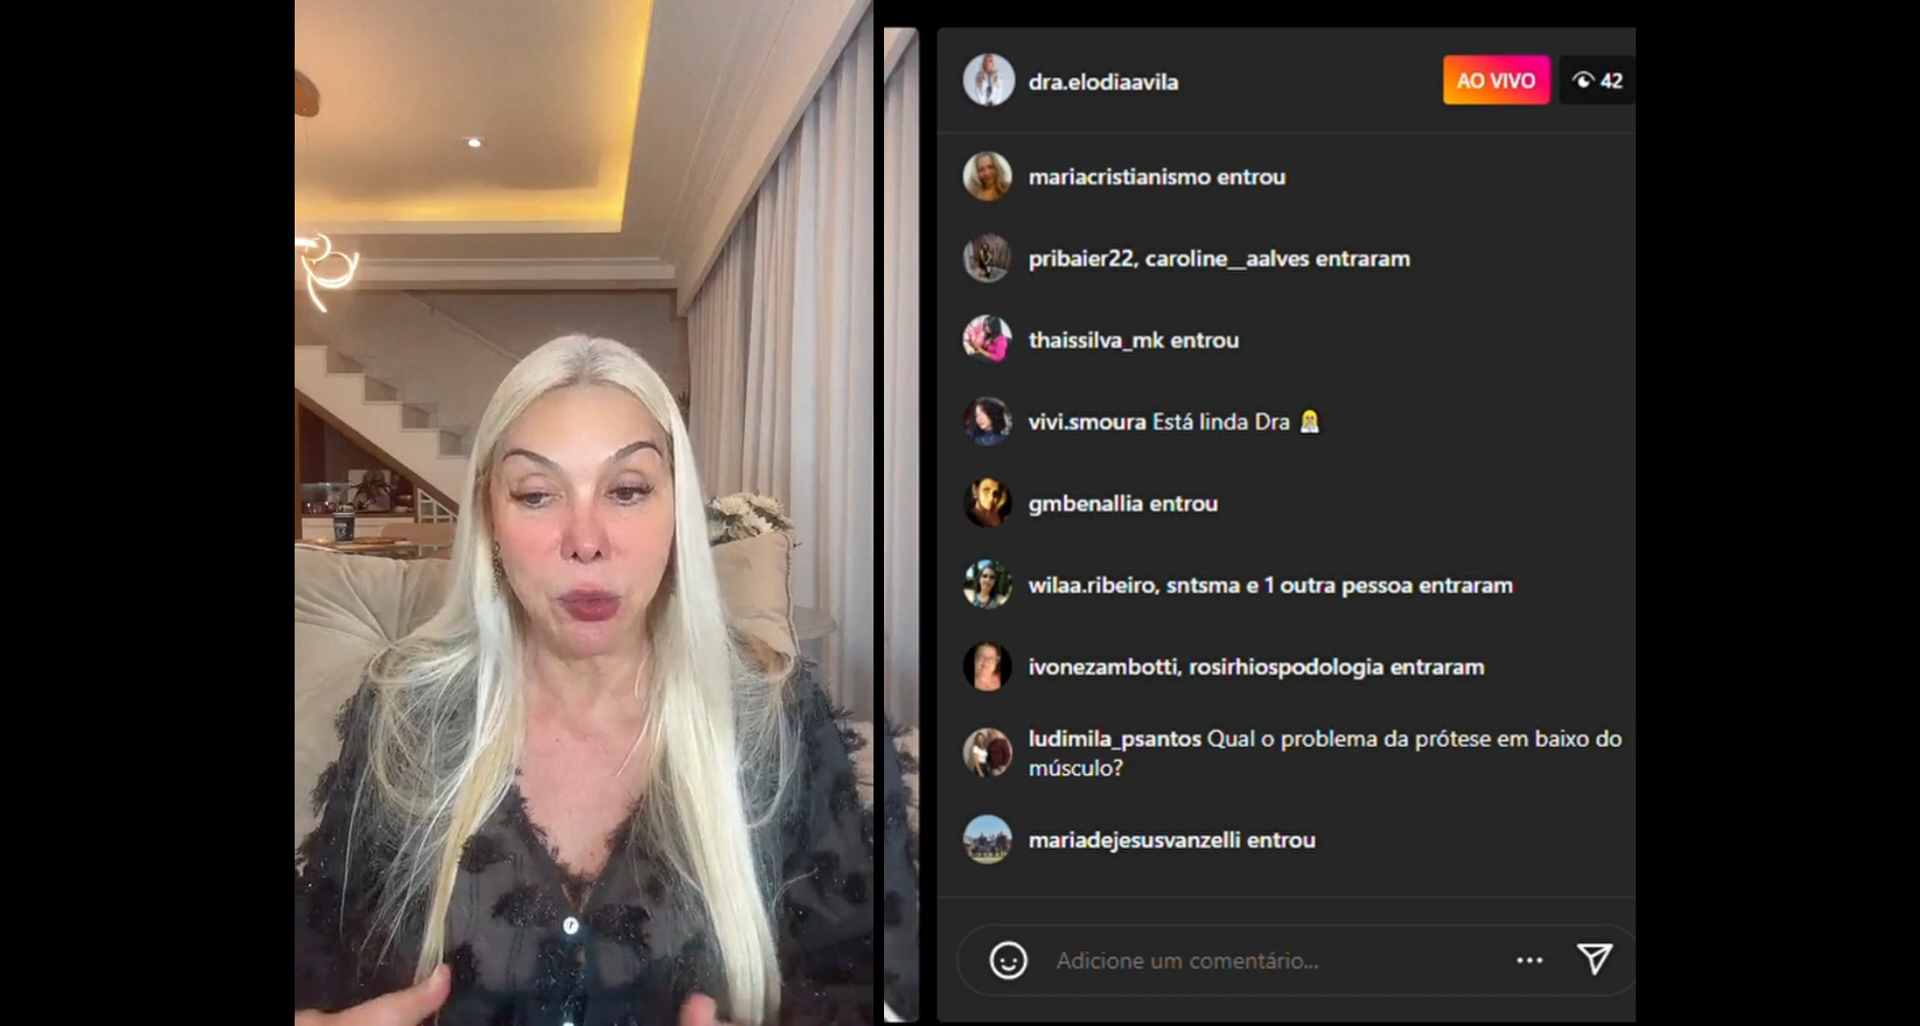 dra.elodiaavila
AO VIVO
42
mariacristianismo entrou
pribaier22, caroline__aalves entraram
thaissilva_mk entrou
vivi.smoura Está linda Dra
gmbenallia entrou
wilaa.ribeiro, sntsma e 1 outra pessoa entraram
ivonezambotti, rosirhiospodologia entraram
ludimila_psantos Qual o problema da prótese em baixo do
músculo?
mariadejesusvanzelli entrou
Adicione um comentário...